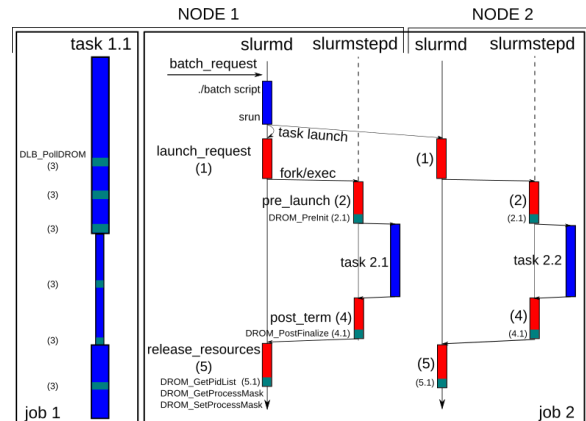 NODE 1
NODE 2
task 1.1
slurmd
slurmstepd
slurmd
slurmstepd
batch_request
./batch script
srun
task launch
DLB_PollDROM
(3)
launch_request
(1)
(1)
fork/exec
(3)
pre_launch (2)
(2)
DROM_PreInit (2.1)
(2.1)
(3)
task 2.1
task 2.2
(3)
post_term (4)
(4)
DROM_PostFinalize (4.1)
(4.1)
(3)
release_resources
(5)
(5)
(3)
DROM_GetPidList (5.1)
(5.1)
DROM_GetProcessMask
DROM_SetProcessMask
job 1
job 2